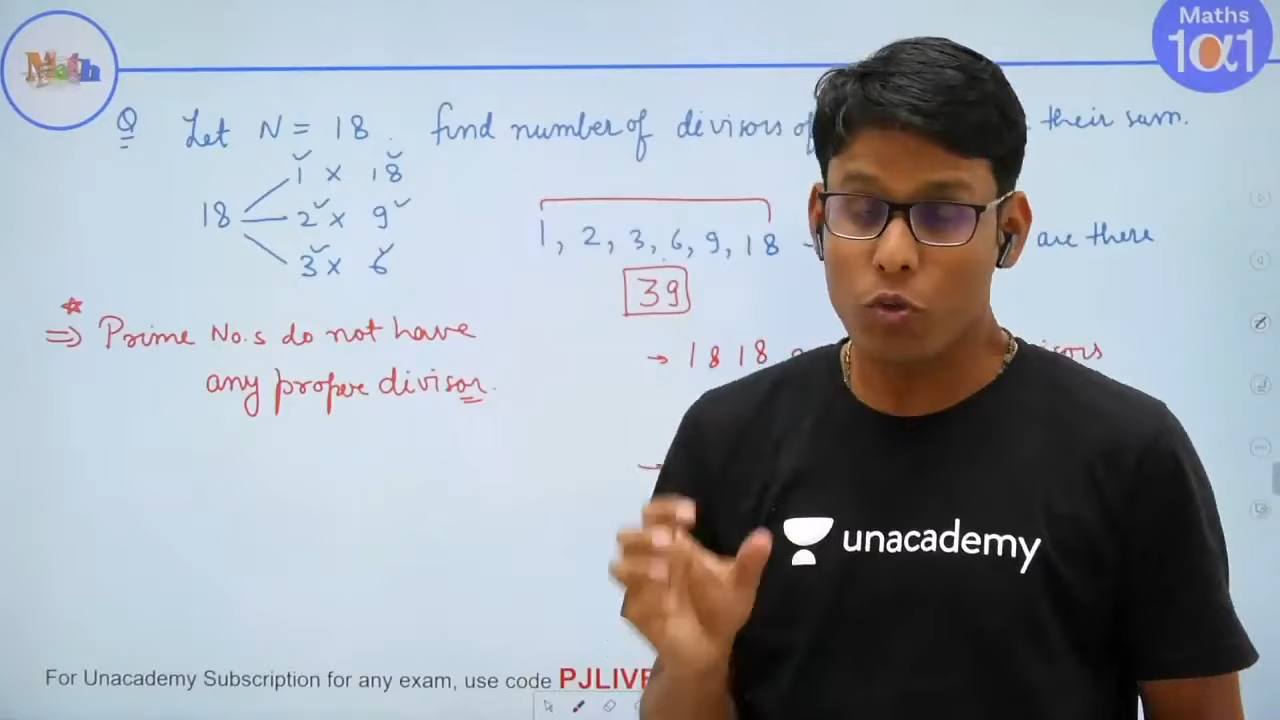 Math
Maths
1α1
Q Let N = 18. find number of divisors of their sum.
1 × 18
18 2 × 9
3 × 6
1, 2, 3, 6, 9, 18 are there
39
⇒ Prime No.s do not have
any proper divisor.
→ 18 18
unacademy
For Unacademy Subscription for any exam, use code PJLIVE